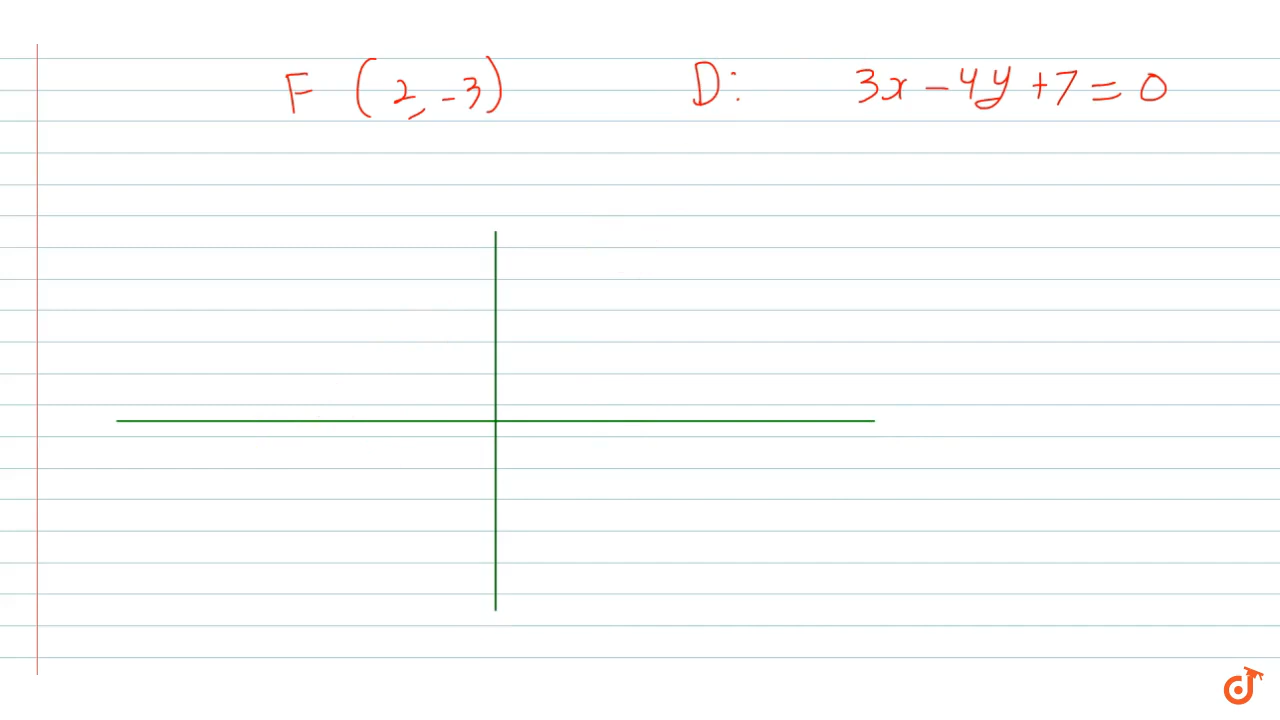 F (2, -3) D: 3x - 4y + 7 = 0